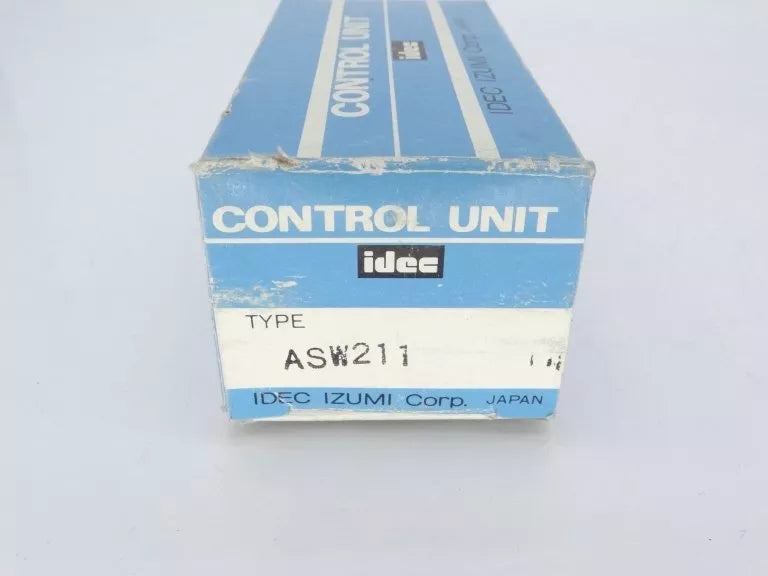 CONTROL UNIT
idec
IDEC IZUMI Corp.
CONTROL UNIT
idec
TYPE
ASW211
IDEC IZUMI Corp. JAPAN